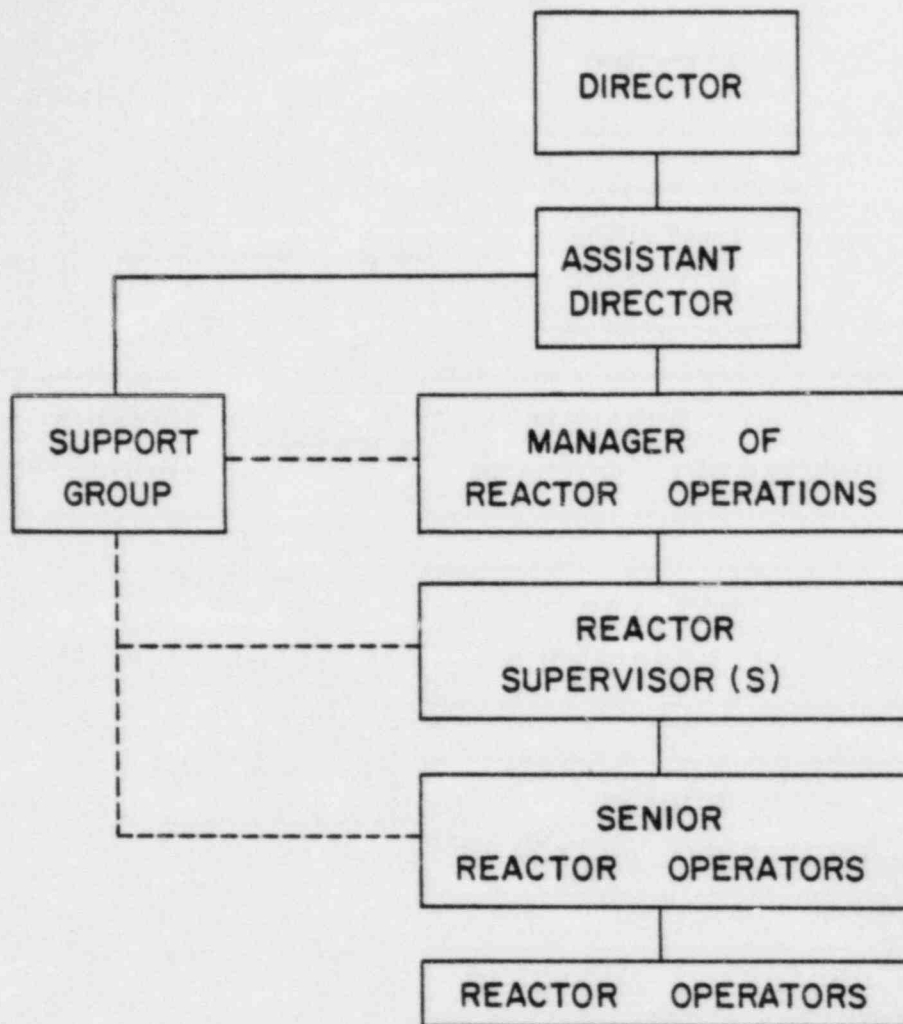 DIRECTOR
ASSISTANT
DIRECTOR
SUPPORT
GROUP
MANAGER OF
REACTOR OPERATIONS
REACTOR
SUPERVISOR (S)
SENIOR
REACTOR OPERATORS
REACTOR OPERATORS